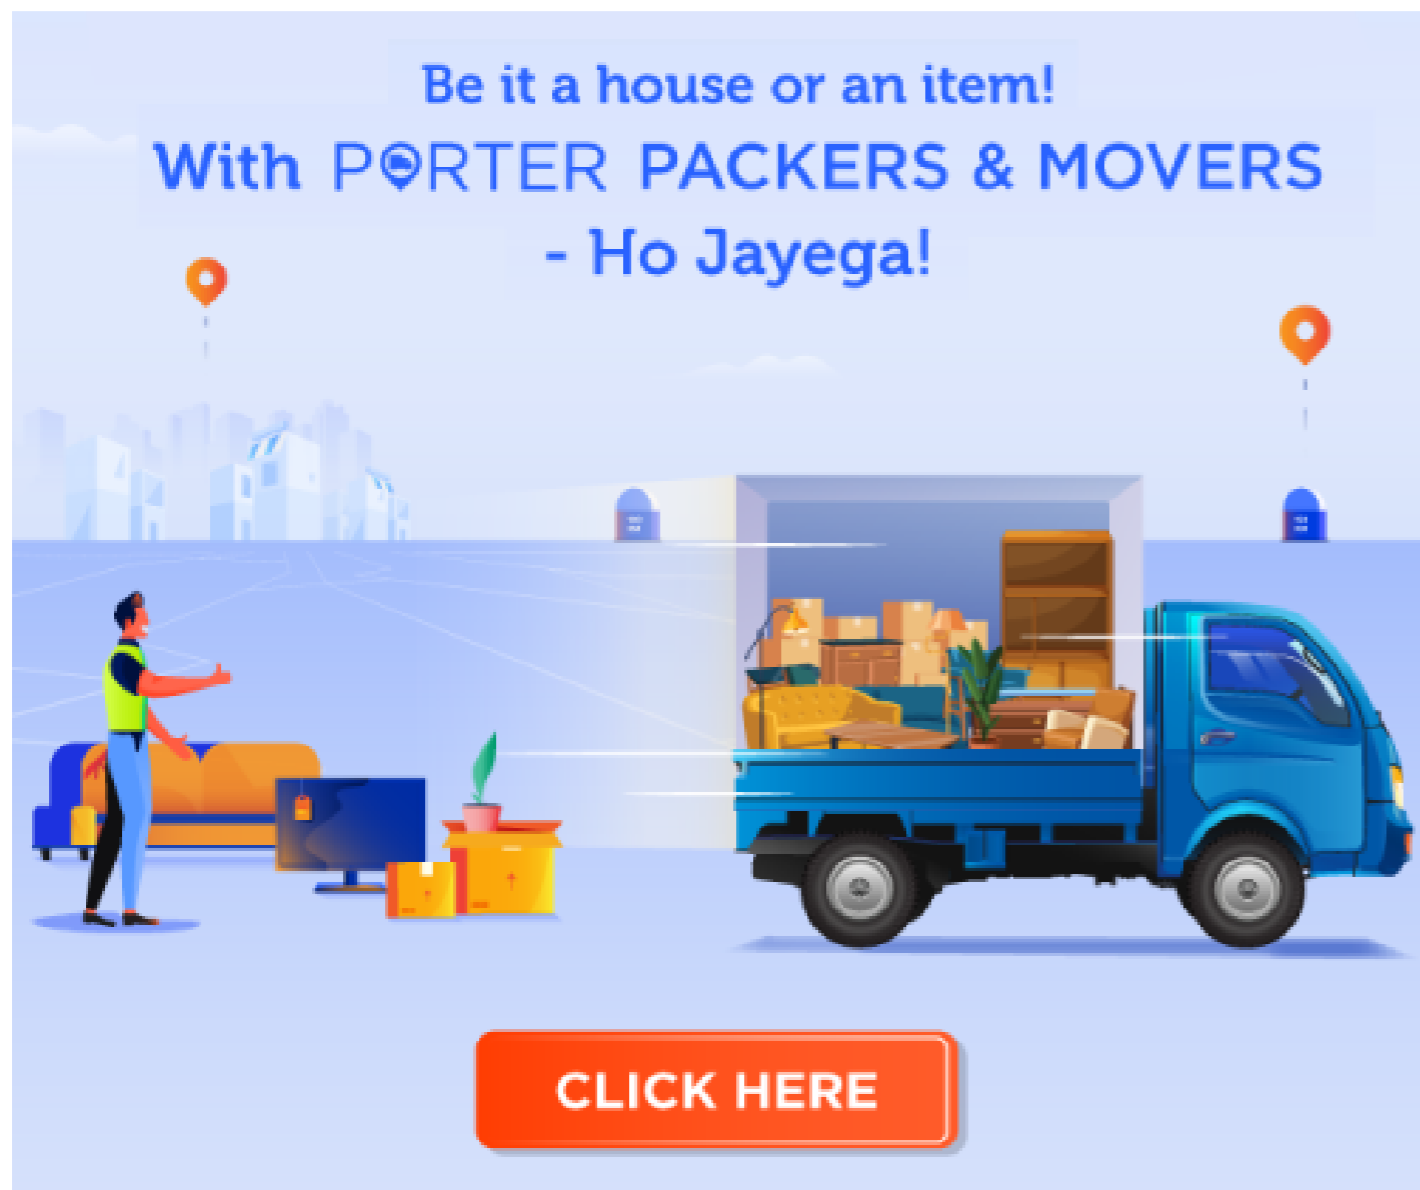 Be it a house or an item!
With PORTER PACKERS & MOVERS
- Ho Jayega!
CLICK HERE